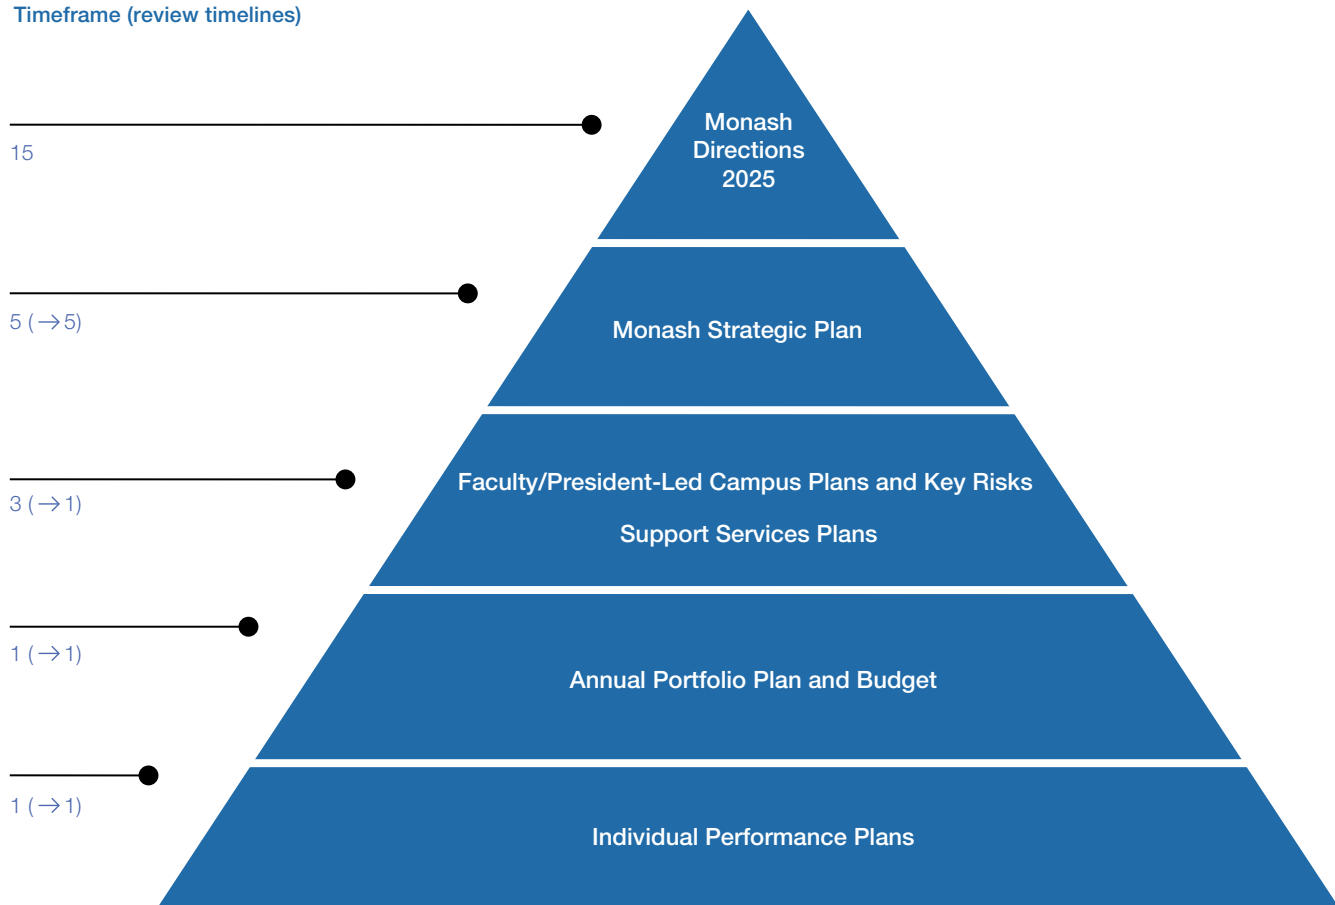 Timeframe (review timelines)
15
Monash
Directions
2025
5 (→5)
Monash Strategic Plan
3 (→1)
Faculty/President-Led Campus Plans and Key Risks
Support Services Plans
1 (→1)
Annual Portfolio Plan and Budget
1 (→1)
Individual Performance Plans